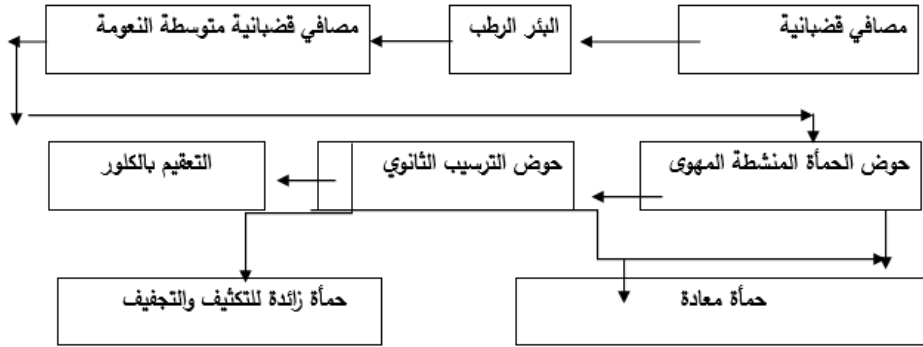 مصافي قضبانية
البئر الرطب
مصافي قضبانية متوسطة النعومة
حوض الحمأة المنشطة المهوى
حوض الترسيب الثانوي
التعقيم بالكلور
حمأة معادة
حمأة زائدة للتكثيف والتجفيف